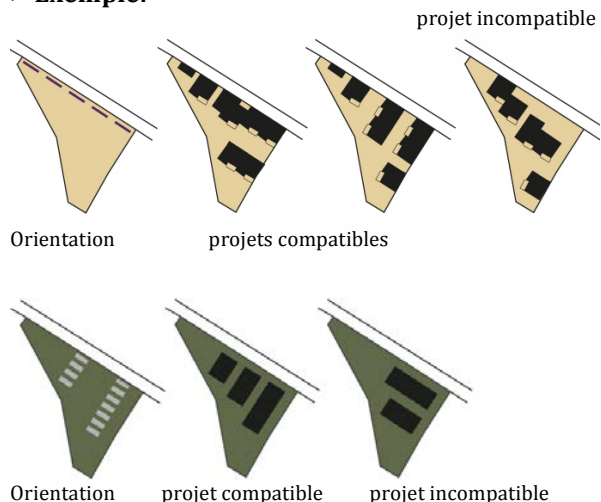 Exemple:
projet incompatible
Orientation projets compatibles
Orientation projet compatible projet incompatible